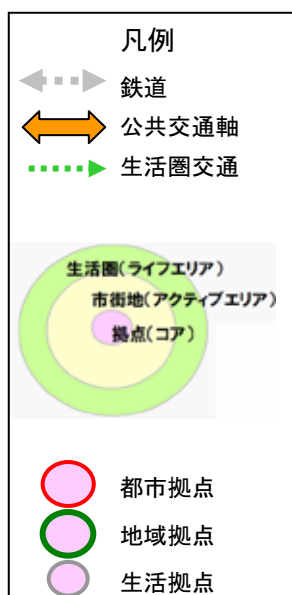 凡例
鉄道
公共交通軸
生活圏交通
生活圏(ライフエリア)
市街地(アクティブエリア)
拠点(コア)
都市拠点
地域拠点
生活拠点